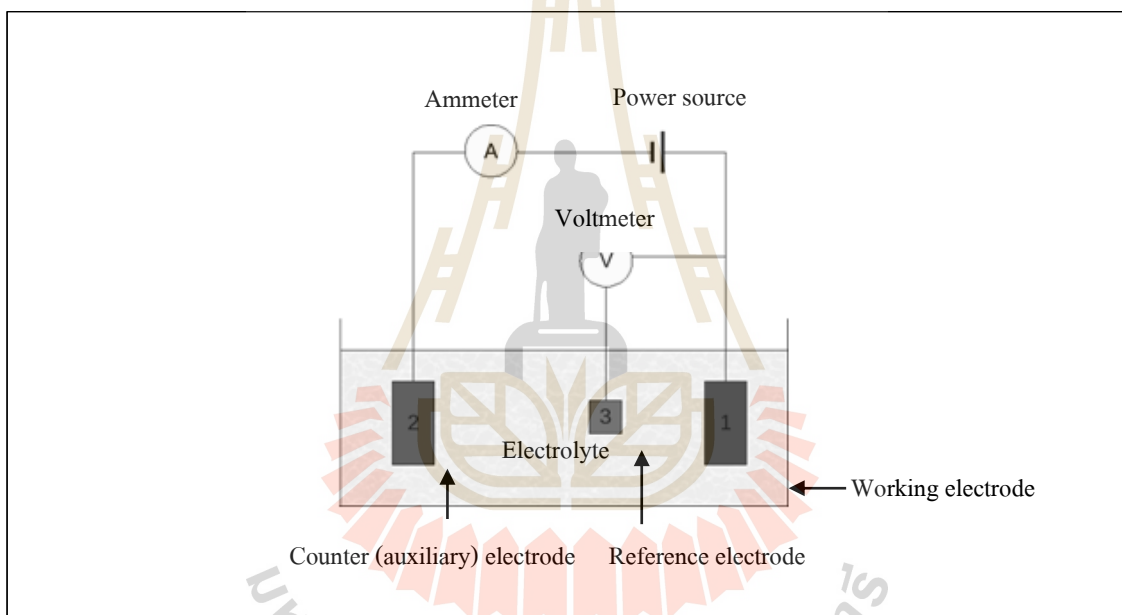 Ammeter
Power source
A
Voltmeter
V
2
3
1
Electrolyte
Working electrode
Counter (auxiliary) electrode
Reference electrode